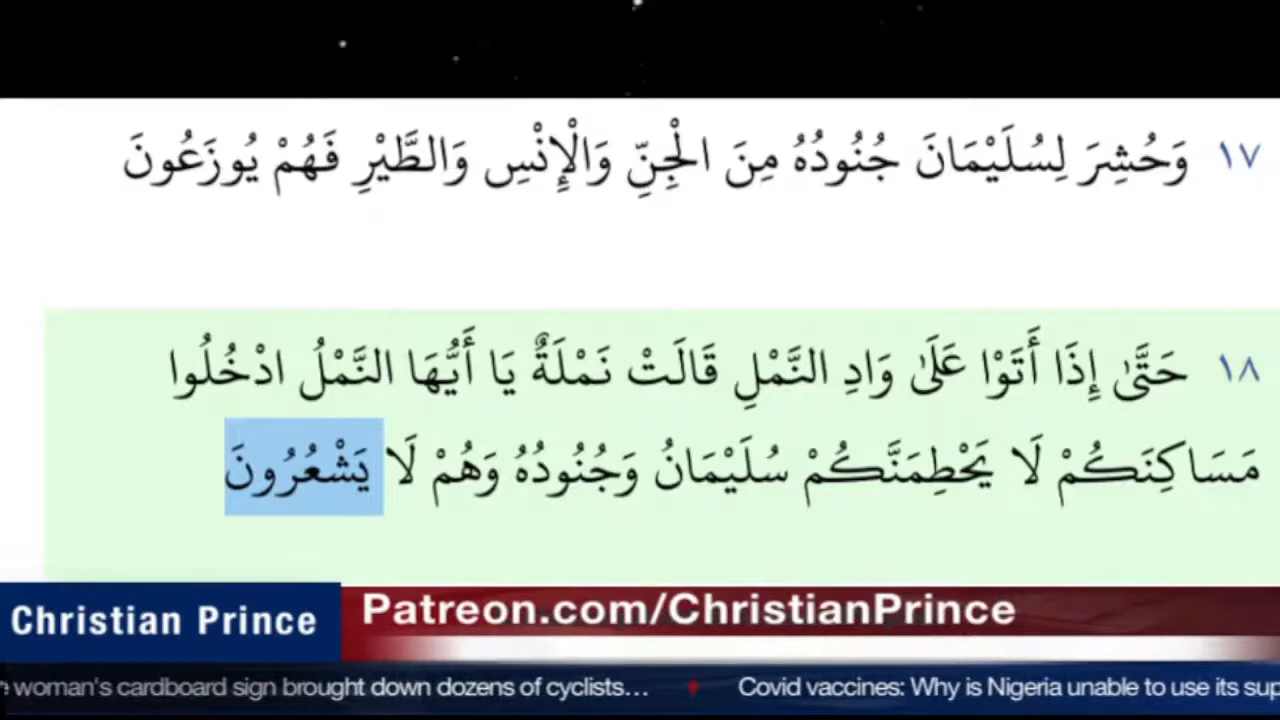 ١٧ وَحُشِرَ لِسُلَيْمَانَ جُنُودُهُ مِنَ الْجِنِّ وَالْإِنْسِ وَالطَّيْرِ فَهُمْ يُوزَعُونَ
١٨ حَتَّىٰ إِذَا أَتَوْا عَلَىٰ وَادِ النَّمْلِ قَالَتْ نَمْلَةٌ يَا أَيُّهَا النَّمْلُ ادْخُلُوا
مَسَاكِنَكُمْ لَا يَحْطِمَنَّكُمْ سُلَيْمَانُ وَجُنُودُهُ وَهُمْ لَا يَشْعُرُونَ
Christian Prince
Patreon.com/ChristianPrince
woman's cardboard sign brought down dozens of cyclists... Covid vaccines: Why is Nigeria unable to use its